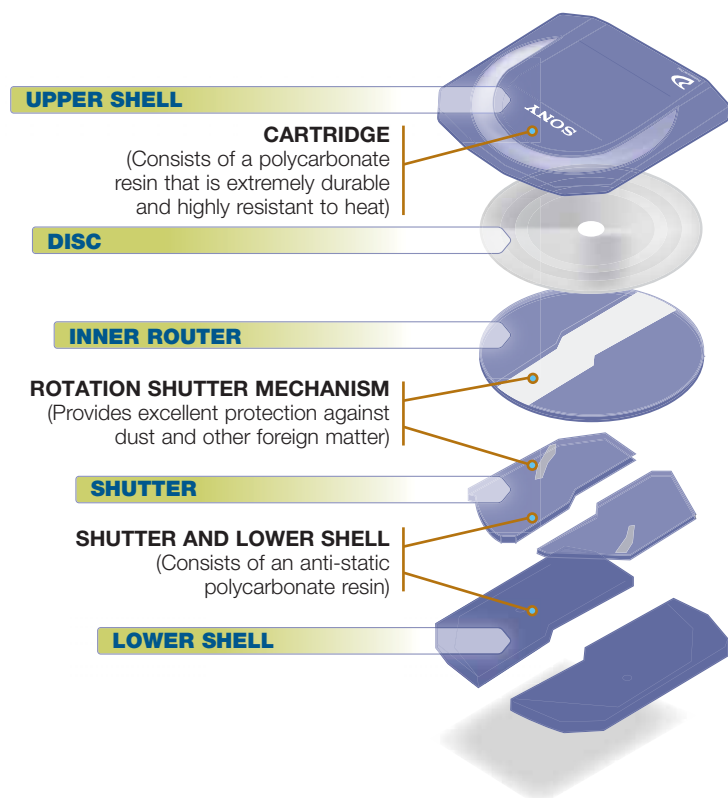 SONY
UPPER SHELL
CARTRIDGE
(Consists of a polycarbonate
resin that is extremely durable
and highly resistant to heat)
DISC
INNER ROUTER
ROTATION SHUTTER MECHANISM
(Provides excellent protection against
dust and other foreign matter)
SHUTTER
SHUTTER AND LOWER SHELL
(Consists of an anti-static
polycarbonate resin)
LOWER SHELL